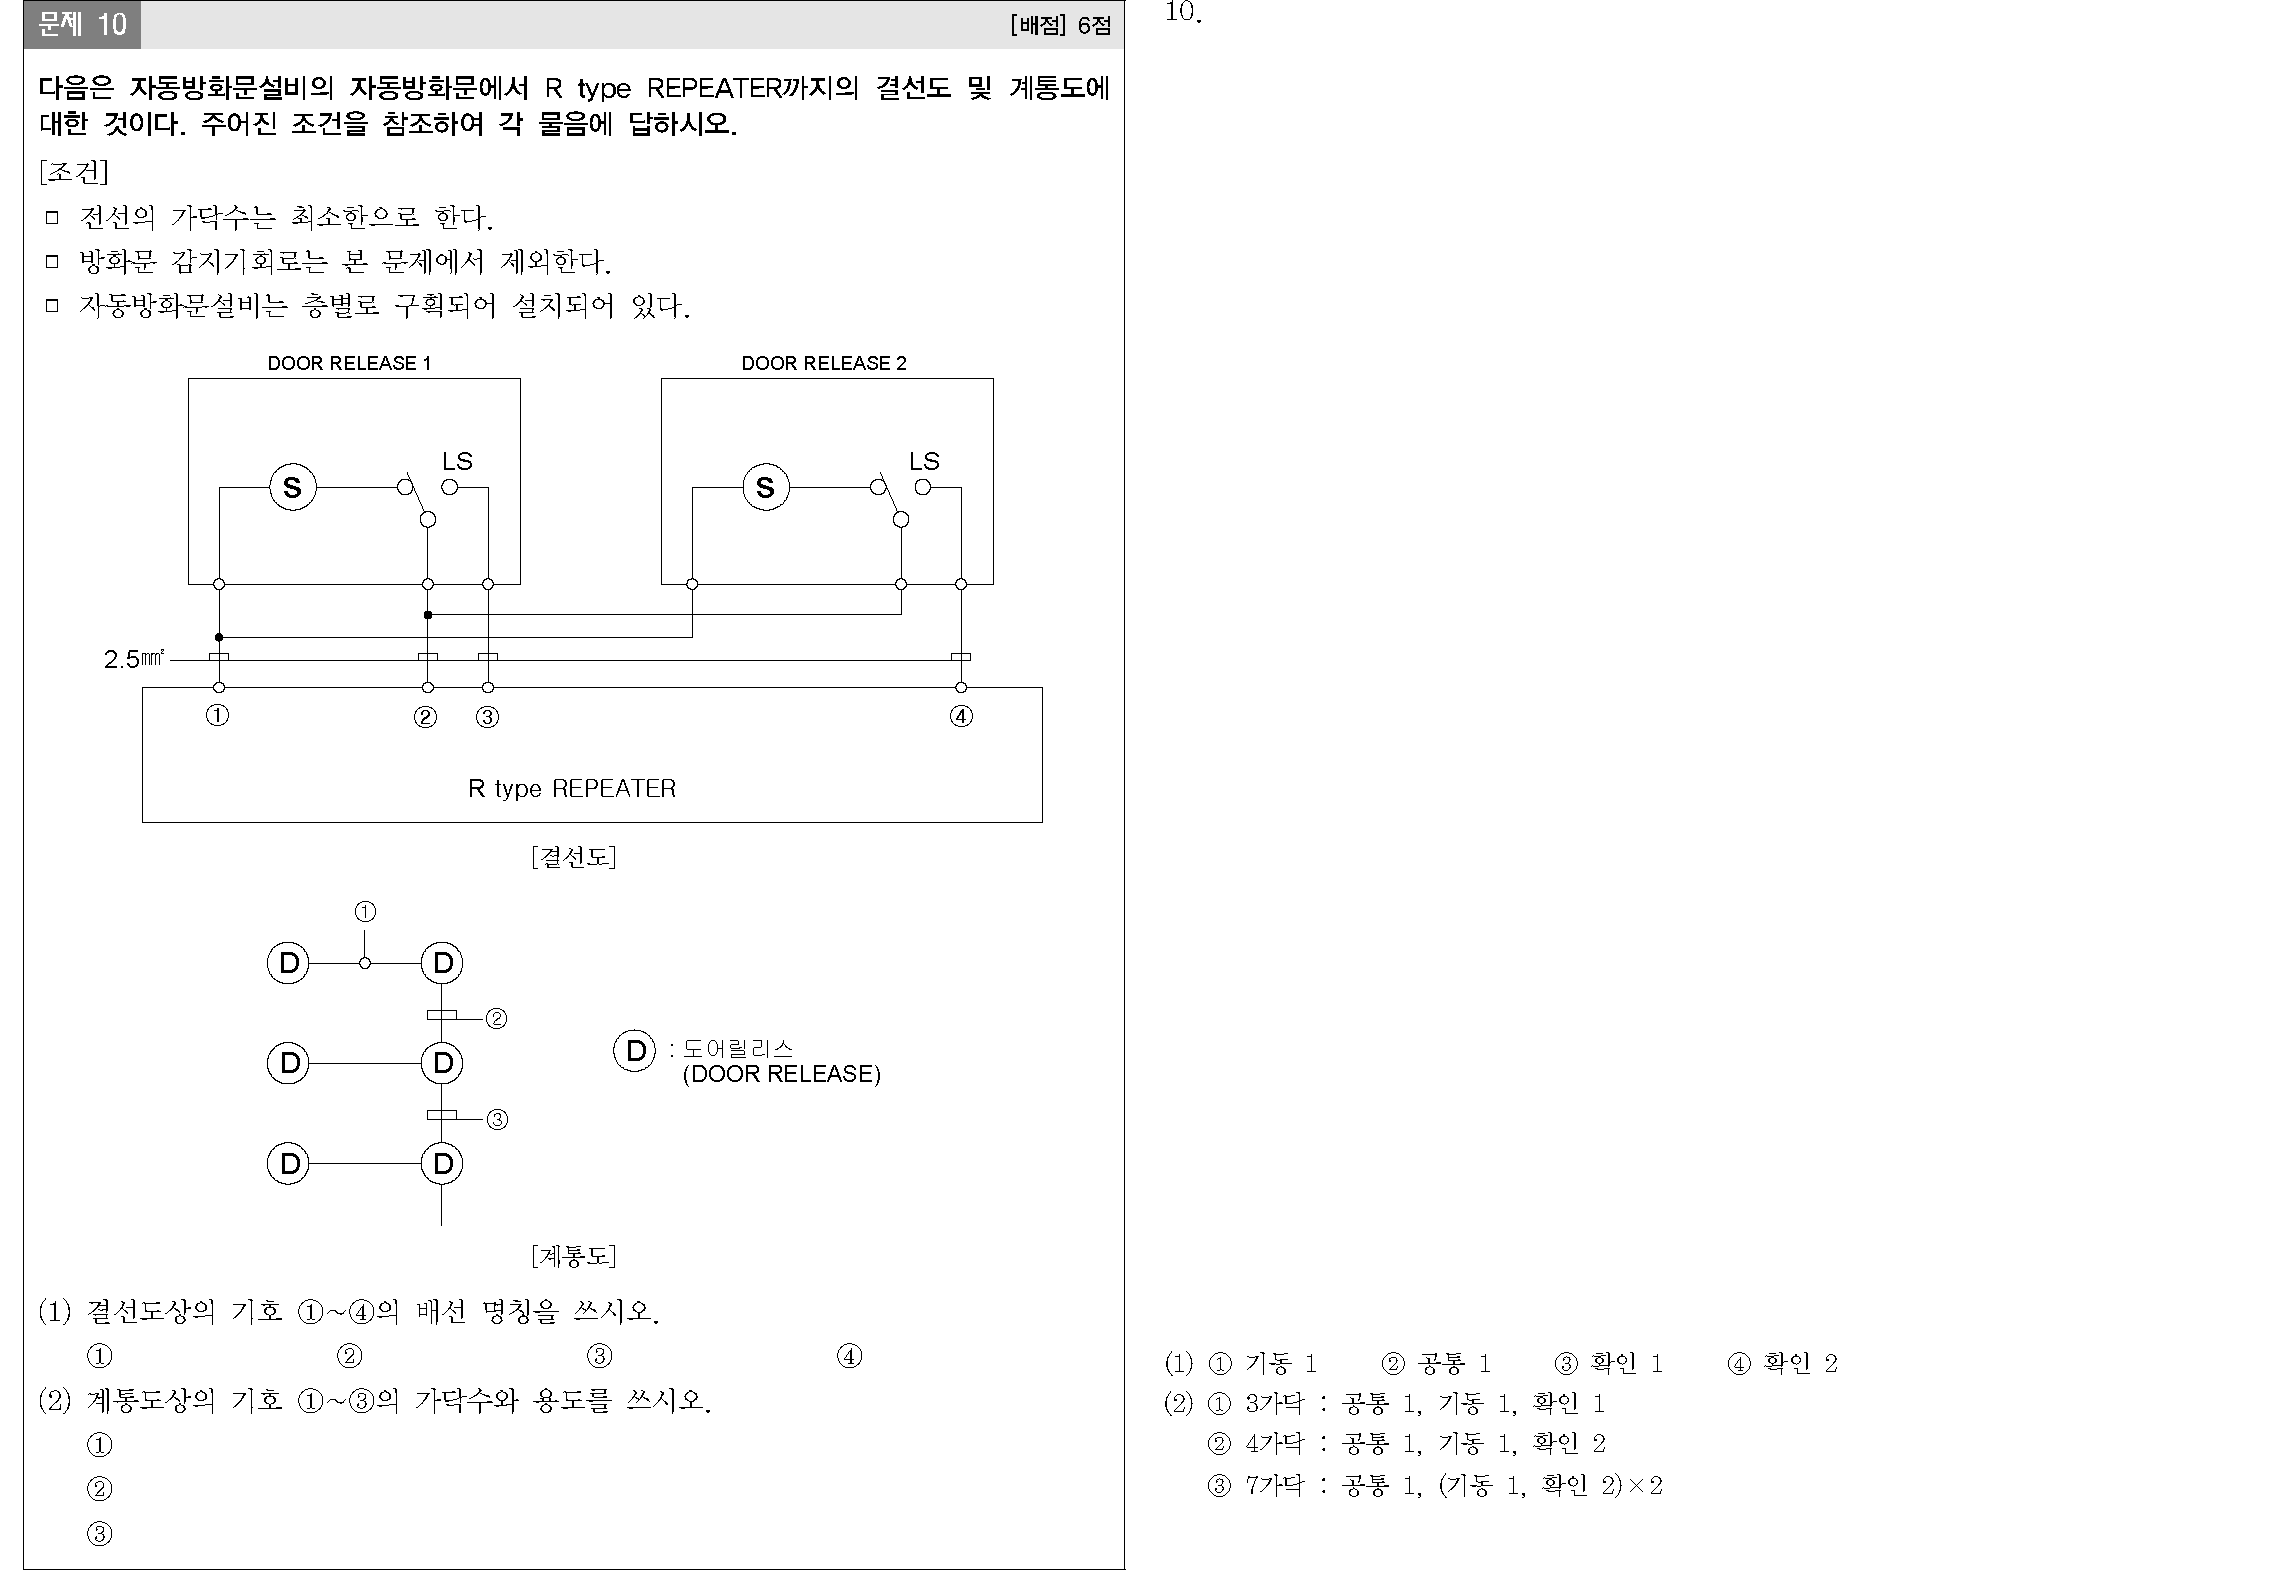 문제 10
[배점] 6점
다음은 자동방화문설비의 자동방화문에서 R type REPEATER까지의 결선도 및 계통도에
대한 것이다. 주어진 조건을 참조하여 각 물음에 답하시오.
[조건]
□ 전선의 가닥수는 최소한으로 한다.
□ 방화문 감지기회로는 본 문제에서 제외한다.
□ 자동방화문설비는 층별로 구획되어 설치되어 있다.
DOOR RELEASE 1
DOOR RELEASE 2
LS
LS
S
S
2.5㎟
① ② ③ ④
R type REPEATER
[결선도]
①
D D
②
D D
D : 도어릴리스
(DOOR RELEASE)
③
D D
[계통도]
(1) 결선도상의 기호 ①~④의 배선 명칭을 쓰시오.
① ② ③ ④
(2) 계통도상의 기호 ①~③의 가닥수와 용도를 쓰시오.
①
②
③
10.
(1) ① 기동 1 ② 공통 1 ③ 확인 1 ④ 확인 2
(2) ① 3가닥 : 공통 1, 기동 1, 확인 1
② 4가닥 : 공통 1, 기동 1, 확인 2
③ 7가닥 : 공통 1, (기동 1, 확인 2)×2